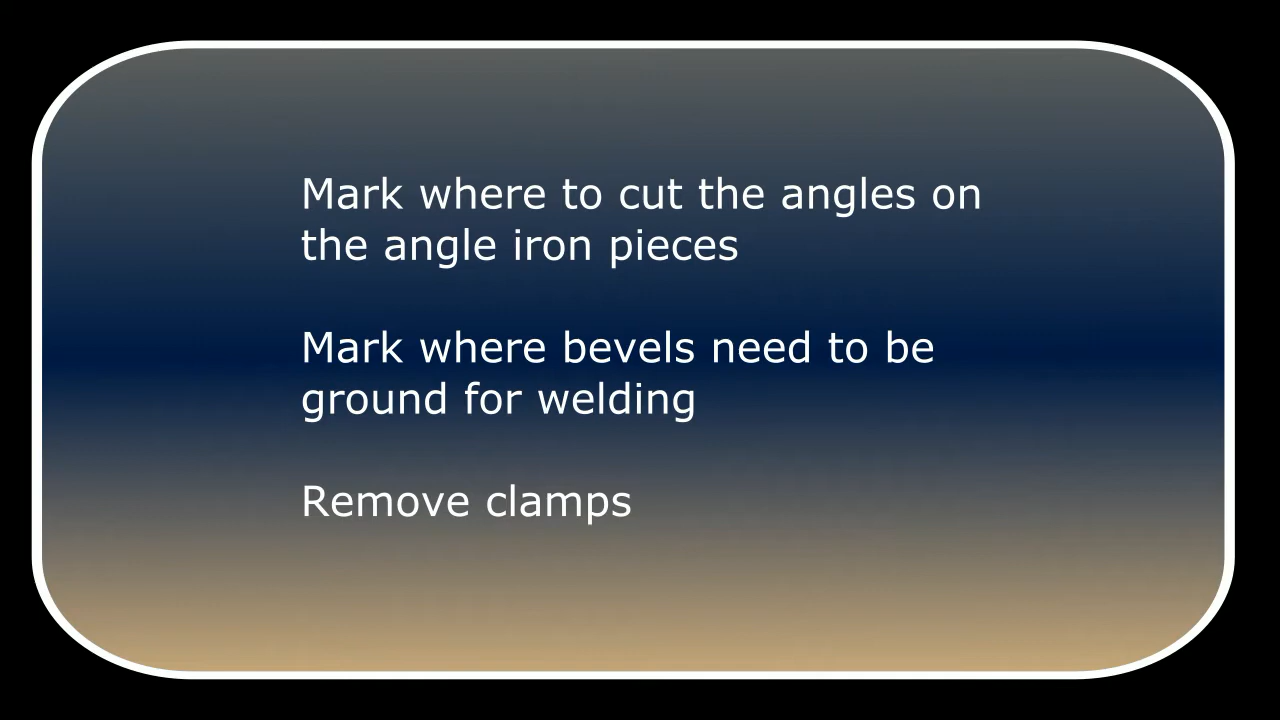 Mark where to cut the angles on
the angle iron pieces
Mark where bevels need to be
ground for welding
Remove clamps